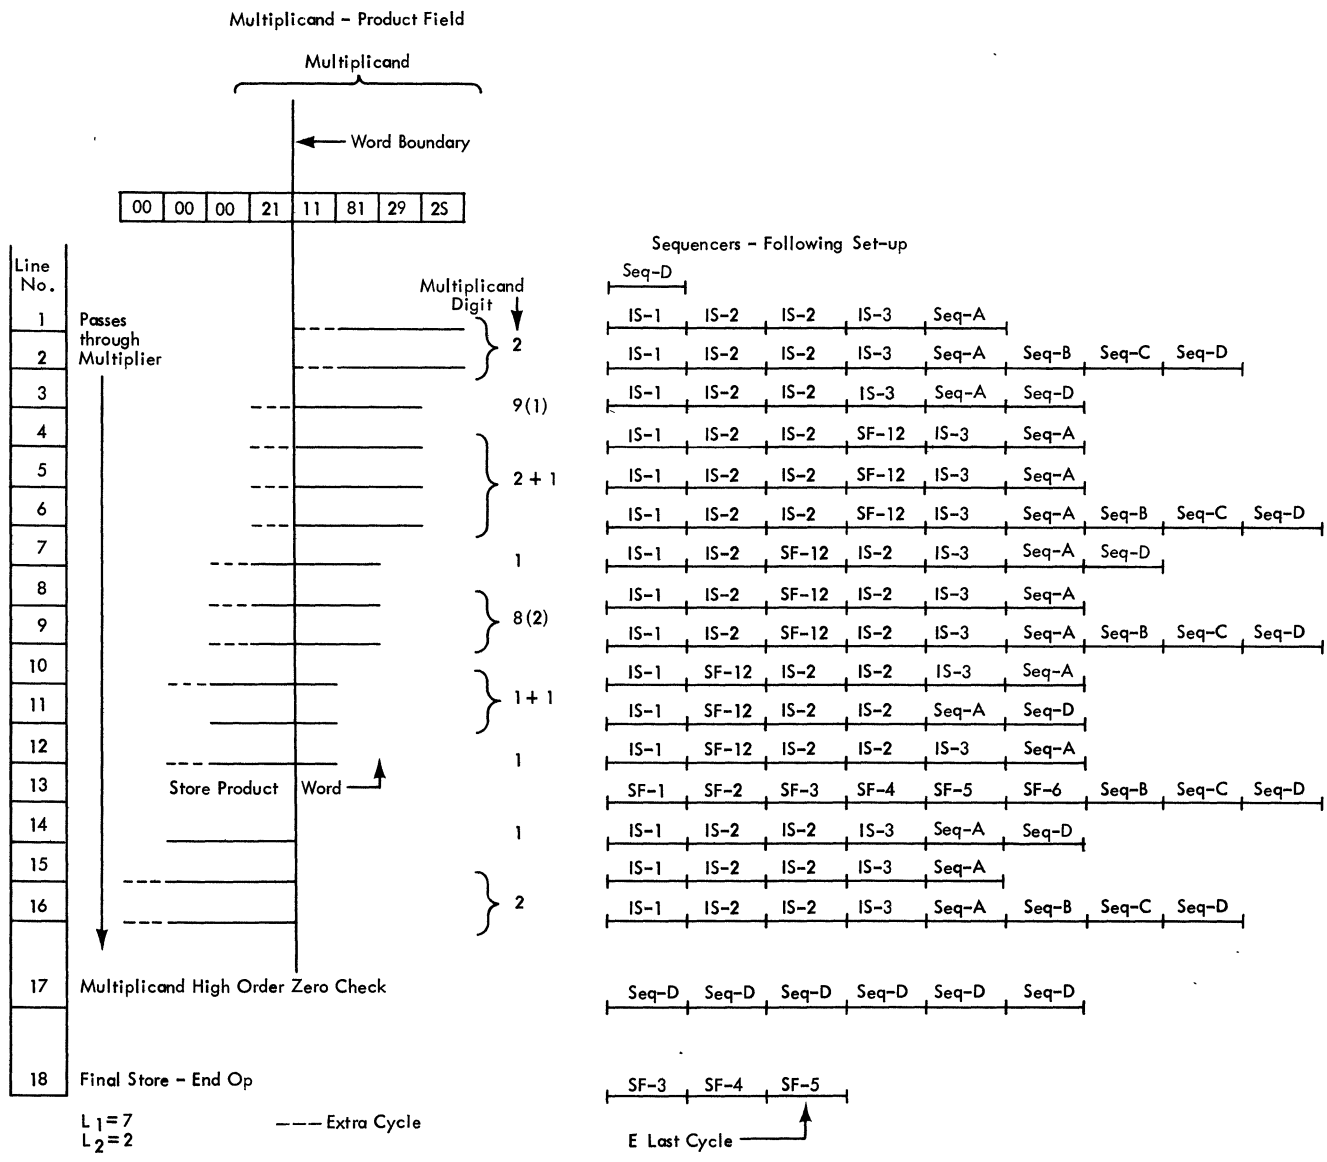 Multiplicand - Product Field
Multiplicand
Word Boundary
00 00 00 21 11 81 29 2S
Sequencers - Following Set-up
Line No.
Multiplicand Digit
Seq-D
1 Passes through Multiplier 2 IS-1 IS-2 IS-2 IS-3 Seq-A
2 IS-1 IS-2 IS-2 IS-3 Seq-A Seq-B Seq-C Seq-D
3 9(1) IS-1 IS-2 IS-2 IS-3 Seq-A Seq-D
4 IS-1 IS-2 IS-2 SF-12 IS-3 Seq-A
5 2 + 1 IS-1 IS-2 IS-2 SF-12 IS-3 Seq-A
6 IS-1 IS-2 IS-2 SF-12 IS-3 Seq-A Seq-B Seq-C Seq-D
7 1 IS-1 IS-2 SF-12 IS-2 IS-3 Seq-A Seq-D
8 8(2) IS-1 IS-2 SF-12 IS-2 IS-3 Seq-A
9 IS-1 IS-2 SF-12 IS-2 IS-3 Seq-A Seq-B Seq-C Seq-D
10 1 + 1 IS-1 SF-12 IS-2 IS-2 IS-3 Seq-A
11 IS-1 SF-12 IS-2 IS-2 Seq-A Seq-D
12 1 IS-1 SF-12 IS-2 IS-2 IS-3 Seq-A
13 Store Product Word SF-1 SF-2 SF-3 SF-4 SF-5 SF-6 Seq-B Seq-C Seq-D
14 1 IS-1 IS-2 IS-2 IS-3 Seq-A Seq-D
15 IS-1 IS-2 IS-2 IS-3 Seq-A
16 2 IS-1 IS-2 IS-2 IS-3 Seq-A Seq-B Seq-C Seq-D
17 Multiplicand High Order Zero Check Seq-D Seq-D Seq-D Seq-D Seq-D Seq-D
18 Final Store - End Op SF-3 SF-4 SF-5
L1=7
L2=2
---- Extra Cycle
E Last Cycle